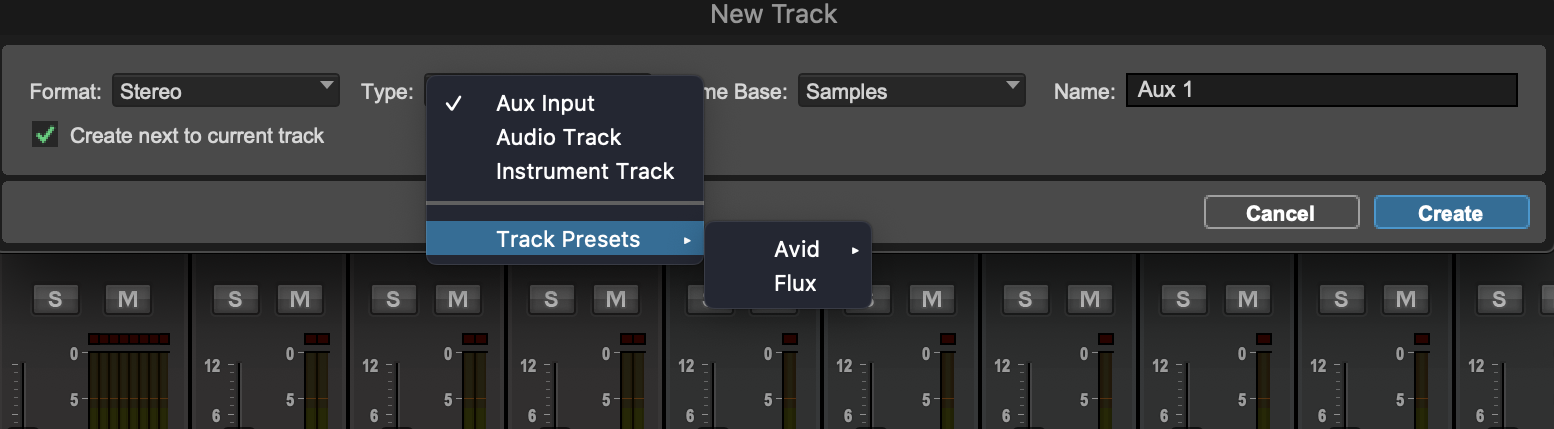 New Track
Format: Stereo Type: me Base: Samples Name: Aux 1
✓ Aux Input
Create next to current track Audio Track
Instrument Track
Track Presets ▸
Avid ▸
Flux
Cancel Create
S M S M S M S M S S M S M S M S M S
0 0 0 0 0 0 0 0 0
12 12 12 12 12 12 12 12 12
5 5 5 5 5 5 5 5 5
6 6 6 6 6 6 6 6 6